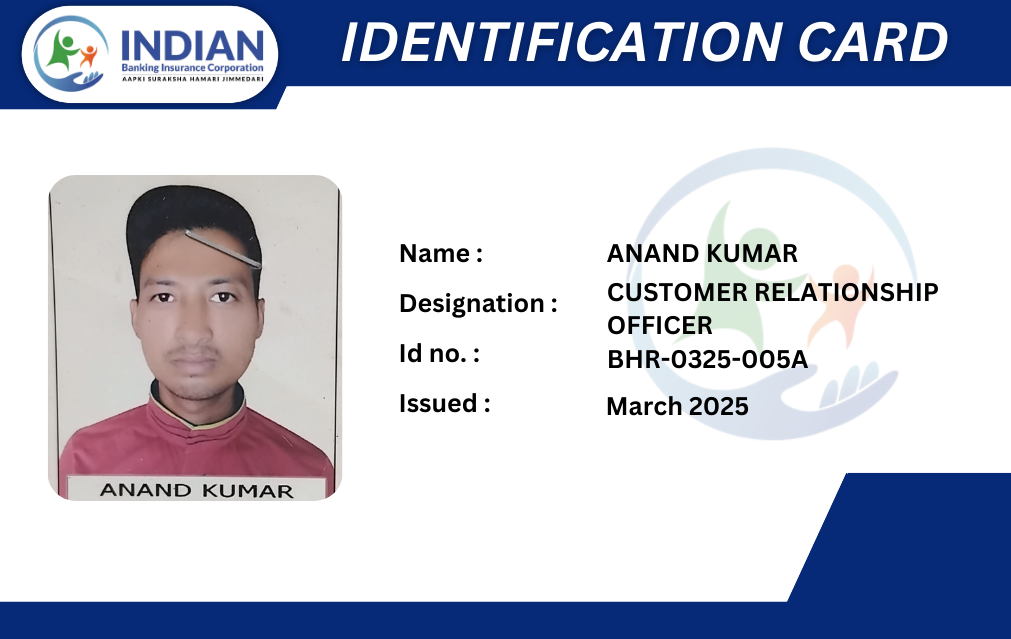 INDIAN
Banking Insurance Corporation
AAPKI SURAKSHA HAMARI JIMMEDARI
IDENTIFICATION CARD
Name : ANAND KUMAR
Designation : CUSTOMER RELATIONSHIP
OFFICER
Id no. : BHR-0325-005A
Issued : March 2025
ANAND KUMAR